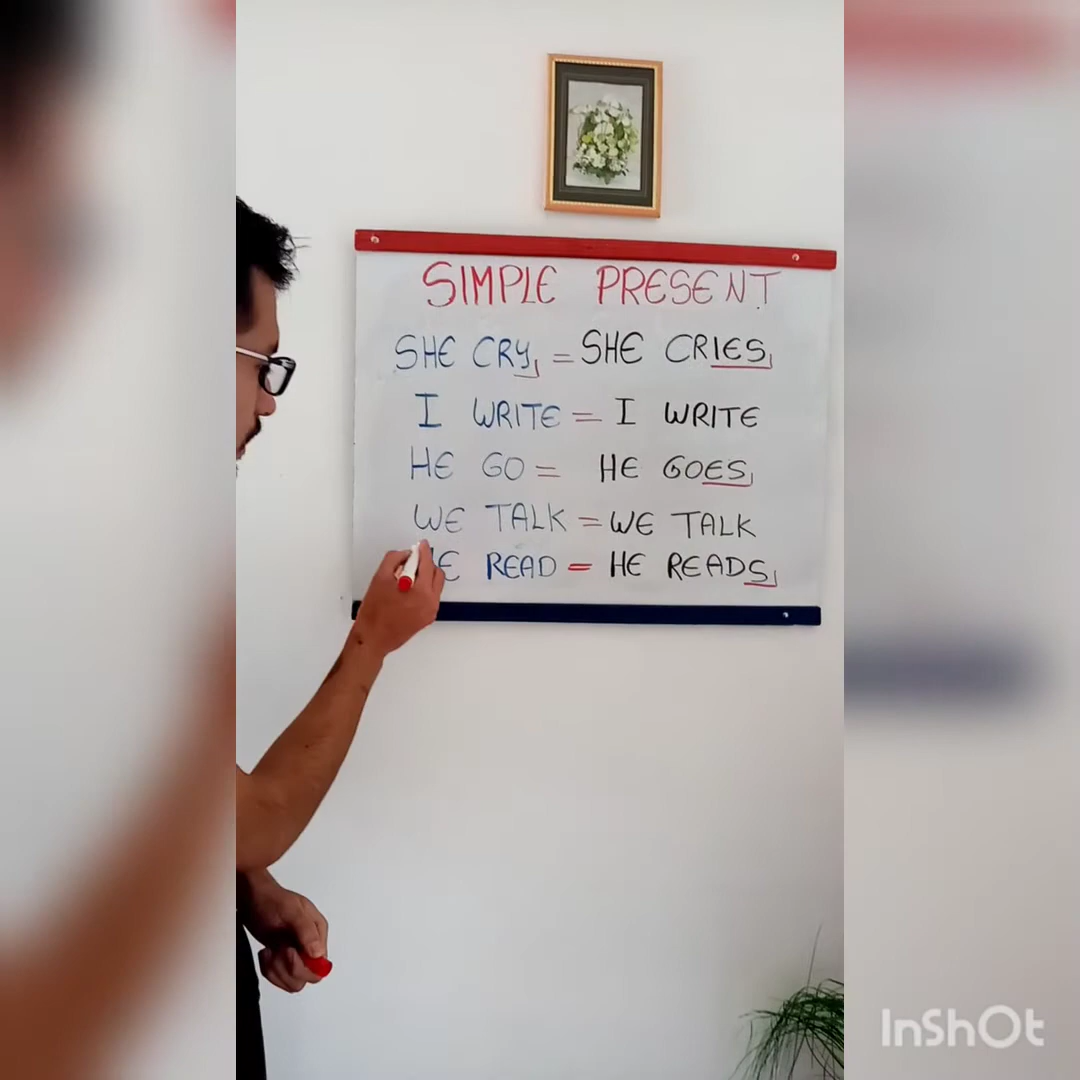 SIMPLE PRESENT
SHE CRY = SHE CRIES
I WRITE = I WRITE
HE GO = HE GOES
WE TALK = WE TALK
HE READ = HE READS
InShOt